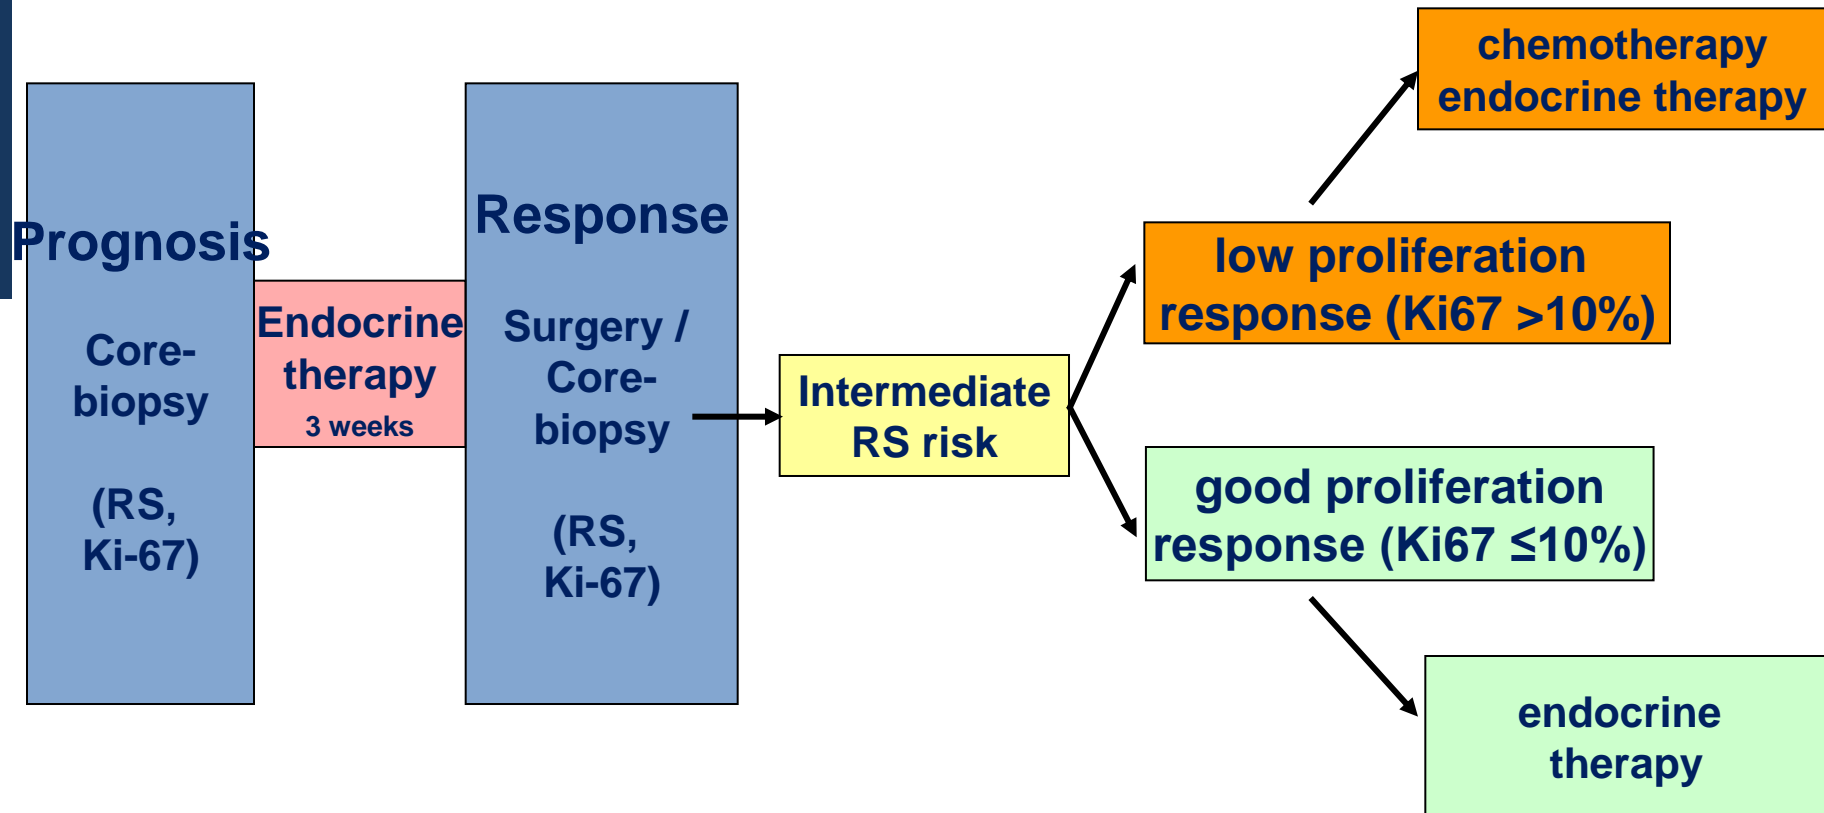 Prognosis
Core-
biopsy
(RS,
Ki-67)
Endocrine
therapy
3 weeks
Response
Surgery /
Core-
biopsy
(RS,
Ki-67)
Intermediate
RS risk
chemotherapy
endocrine therapy
low proliferation
response (Ki67 >10%)
good proliferation
response (Ki67 ≤10%)
endocrine
therapy